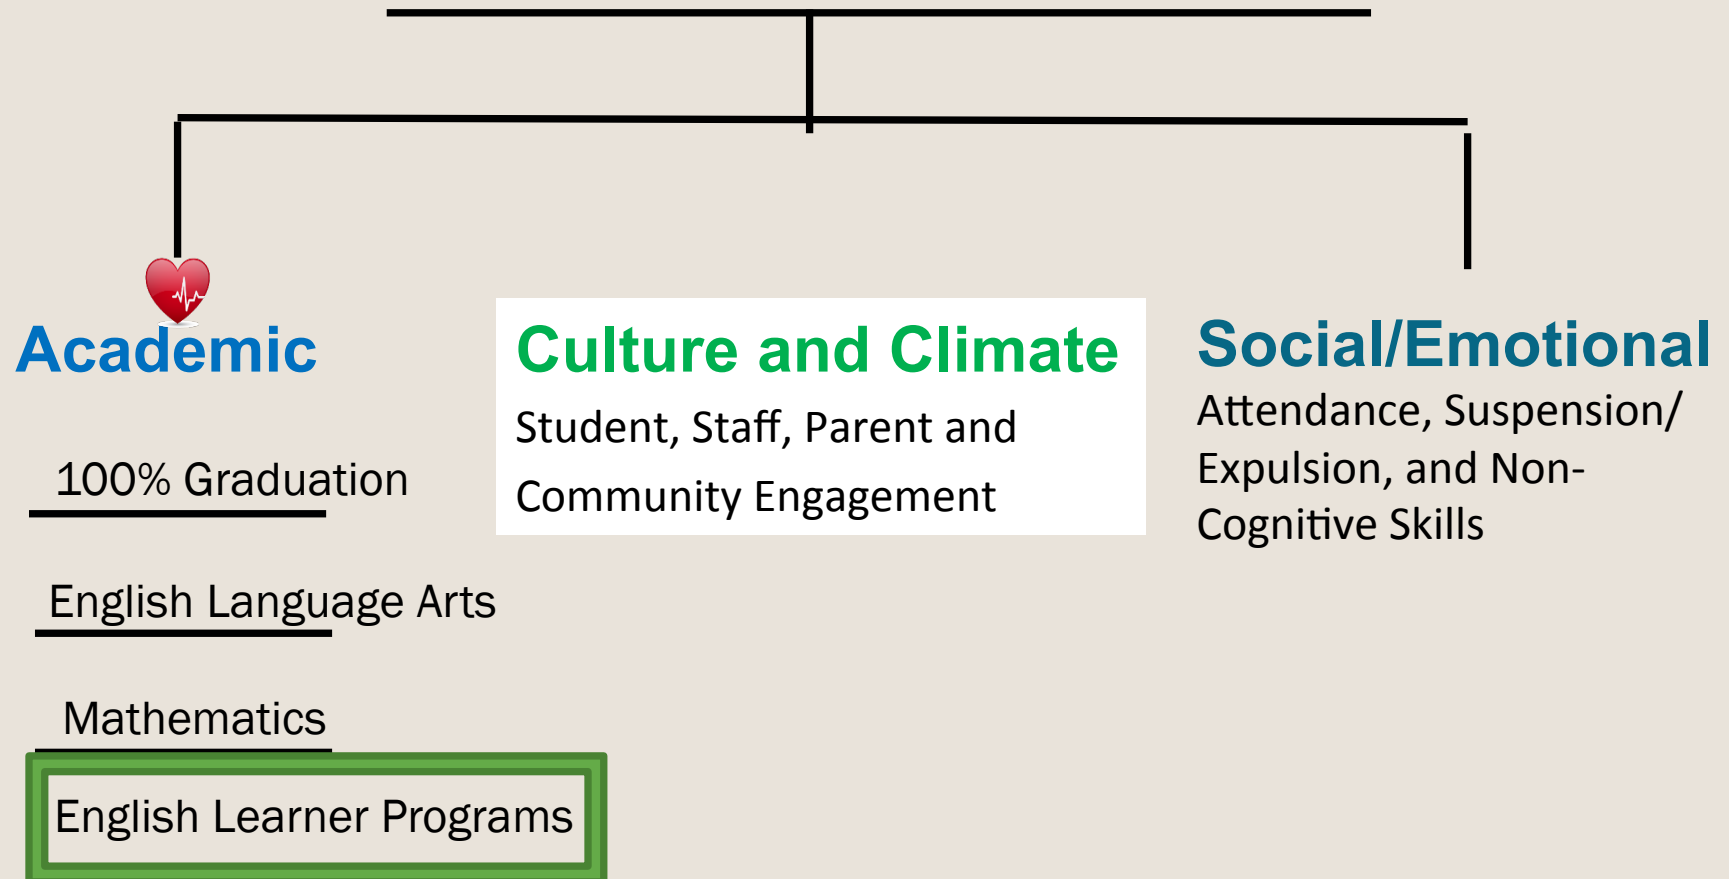 Academic
100% Graduation
English Language Arts
Mathematics
English Learner Programs
Culture and Climate
Student, Staff, Parent and
Community Engagement
Social/Emotional
Attendance, Suspension/
Expulsion, and Non-
Cognitive Skills